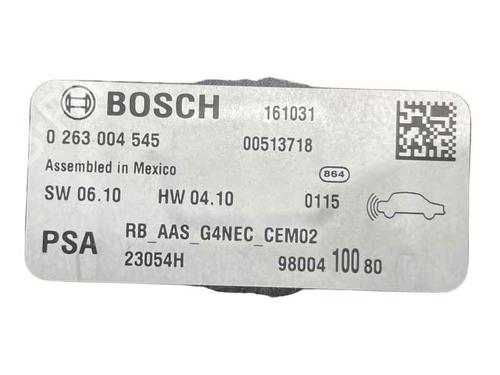 BOSCH 161031
0 263 004 545 00513718
Assembled in Mexico 864
SW 06.10 HW 04.10 0115
PSA RB_AAS_G4NEC_CEM02
23054H 98004 100 80